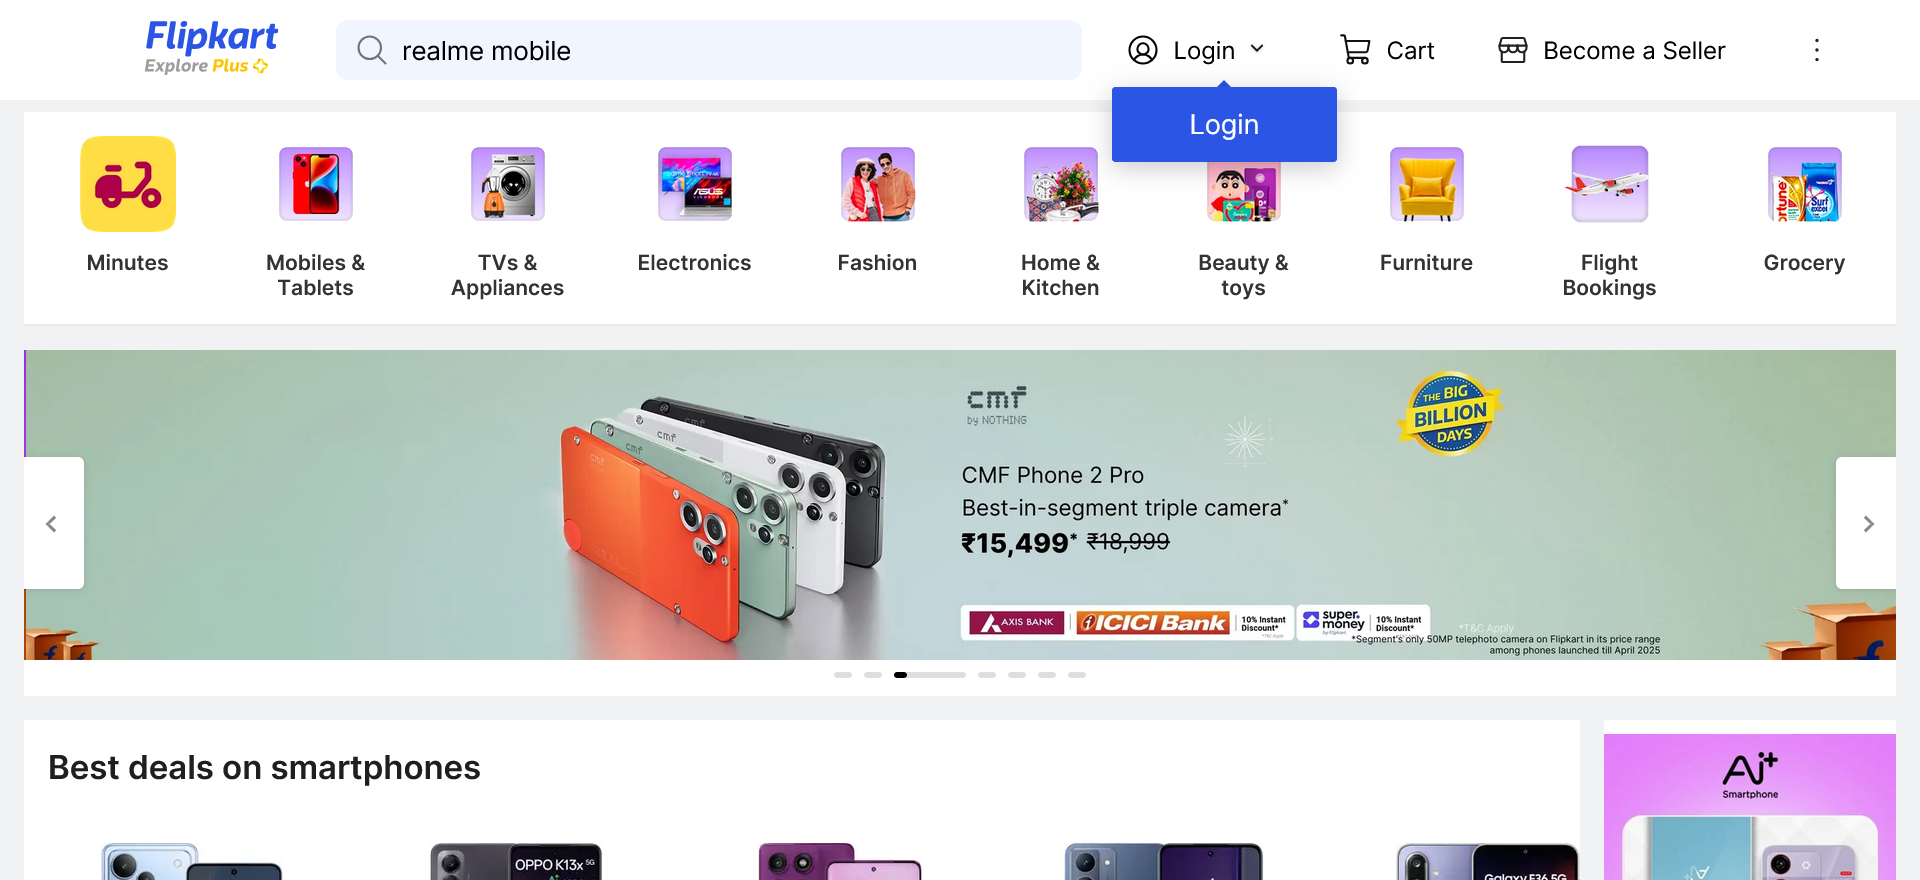 Flipkart
Explore Plus
realme mobile
Login
Cart
Become a Seller
Login
Minutes
Mobiles &
Tablets
TVs &
Appliances
Electronics
Fashion
Home &
Kitchen
Beauty &
toys
Furniture
Flight
Bookings
Grocery
cmf
by NOTHING
THE BIG
BILLION
DAYS
CMF Phone 2 Pro
Best-in-segment triple camera*
₹15,499* ₹18,999
AXIS BANK
ICICI Bank
10% Instant
Discount*
super.
money
by Flipkart
10% Instant
Discount*
*T&C Apply
*Segment's only 50MP telephoto camera on Flipkart in its price range
among phones launched till April 2025
Best deals on smartphones
Ai+
Smartphone
OPPO K13x 5G
Galaxy F36 5G